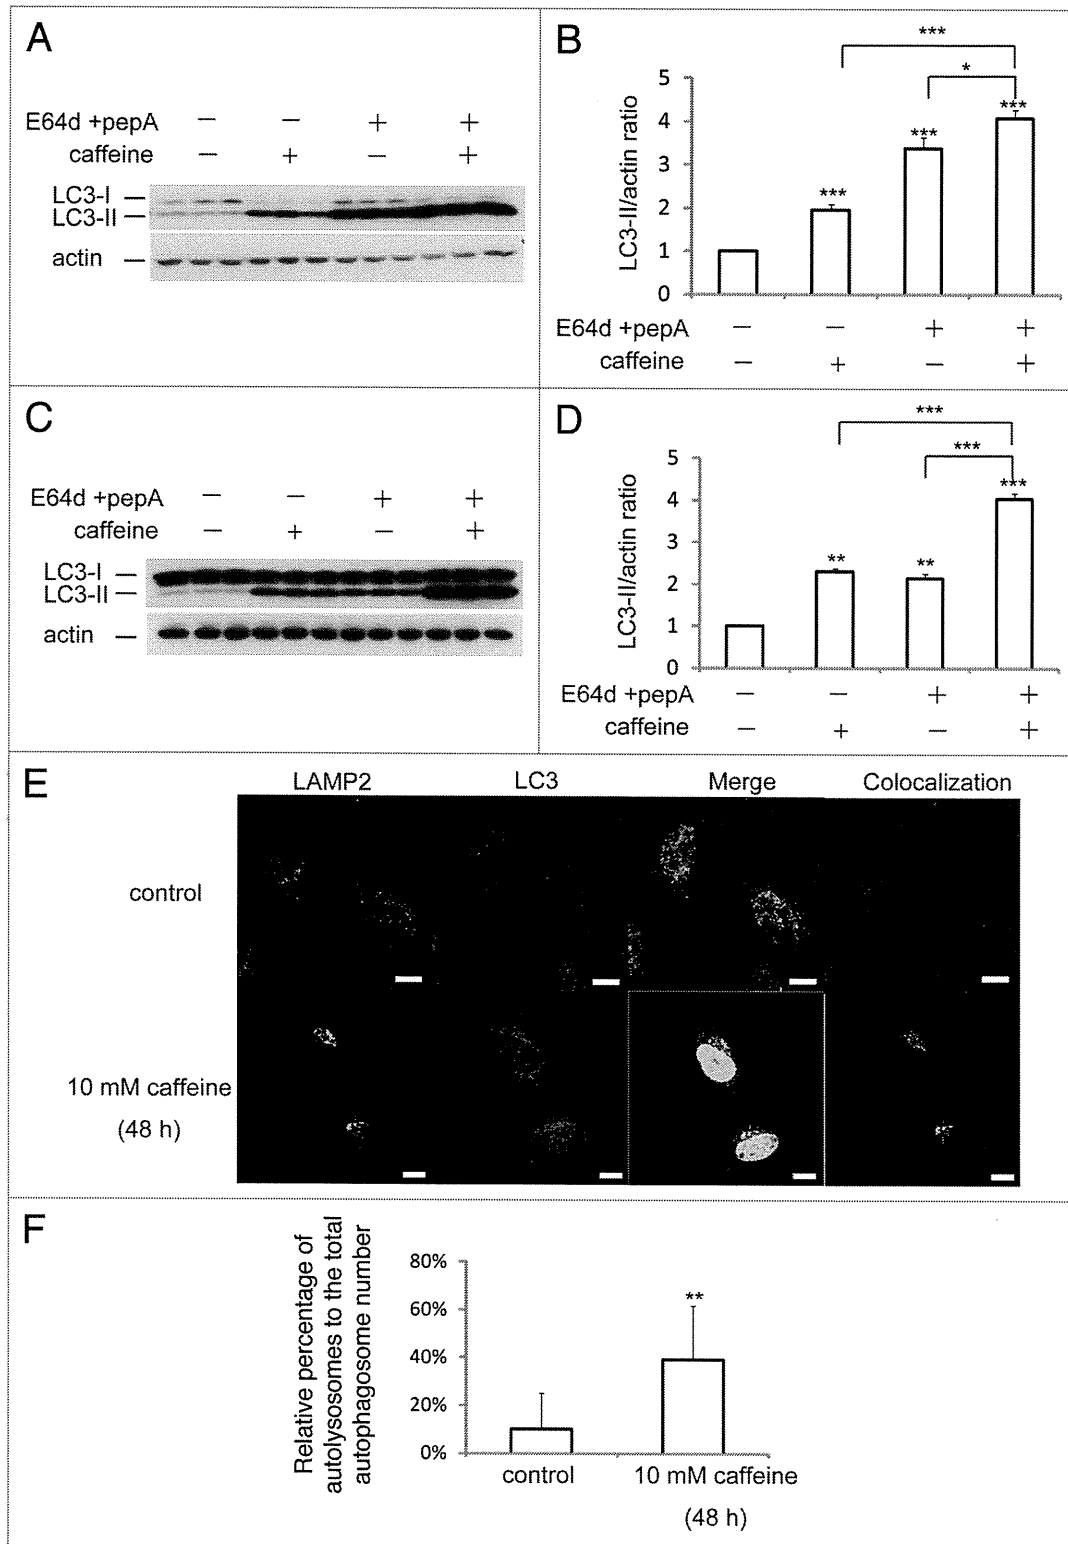 A
E64d +pepA — — + +
caffeine — + — +
LC3-I —
LC3-II —
actin —
B
***
*
***
***
***
5
4
3
2
1
0
LC3-II/actin ratio
E64d +pepA — — + +
caffeine — + — +
C
E64d +pepA — — + +
caffeine — + — +
LC3-I —
LC3-II —
actin —
D
***
***
***
**
**
5
4
3
2
1
0
LC3-II/actin ratio
E64d +pepA — — + +
caffeine — + — +
E
LAMP2 LC3 Merge Colocalization
control
10 mM caffeine
(48 h)
F
Relative percentage of
autolysosomes to the total
autophagosome number
80%
60%
40%
20%
0%
**
control 10 mM caffeine
(48 h)